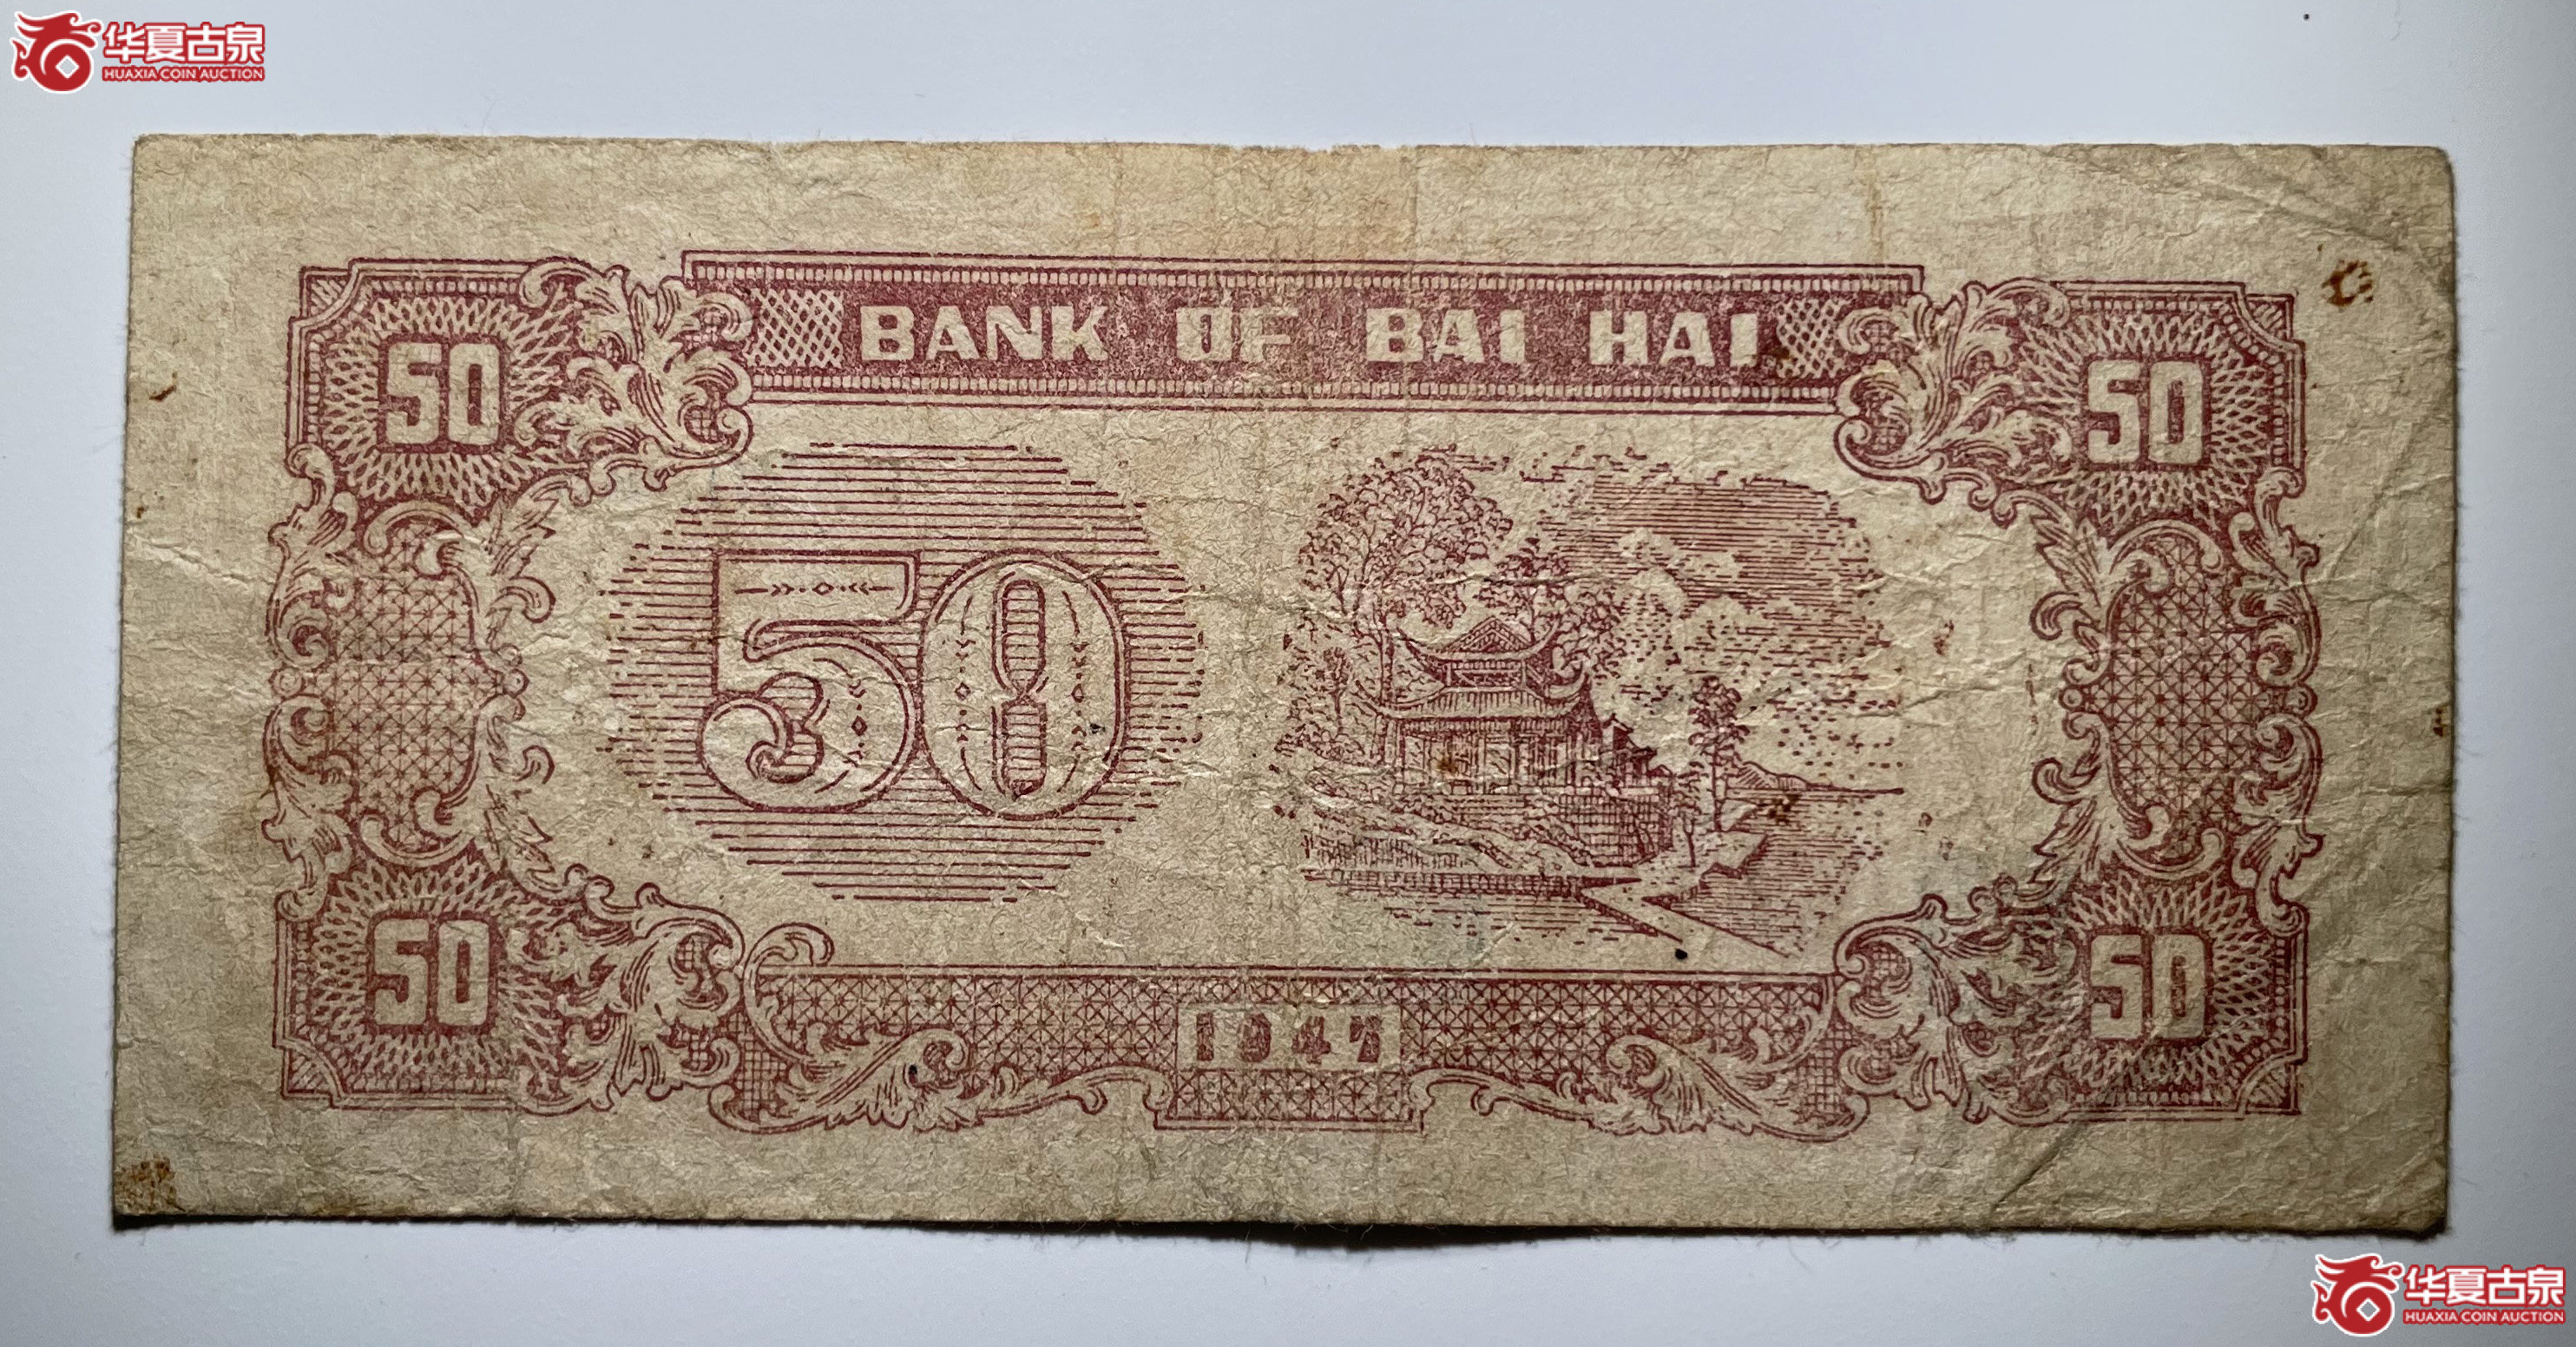 华夏古泉
HUAXIA COIN AUCTION
BANK OF BAI HAI
50
50
50
50
1947
50
华夏古泉
HUAXIA COIN AUCTION